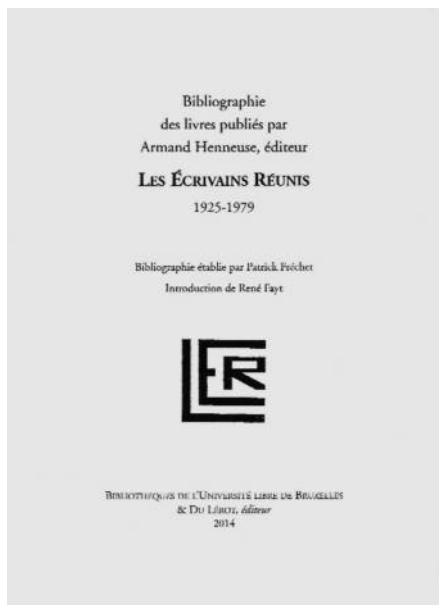 Bibliographie
des livres publiés par
Armand Henneuse, éditeur
LES ÉCRIVAINS RÉUNIS
1925-1979
Bibliographie établie par Patrick Fréchet
Introduction de René Fayt
LER
BIBLIOTHÈQUES DE L'UNIVERSITÉ LIBRE DE BRUXELLES
& DU LÉROT, éditeur
2014